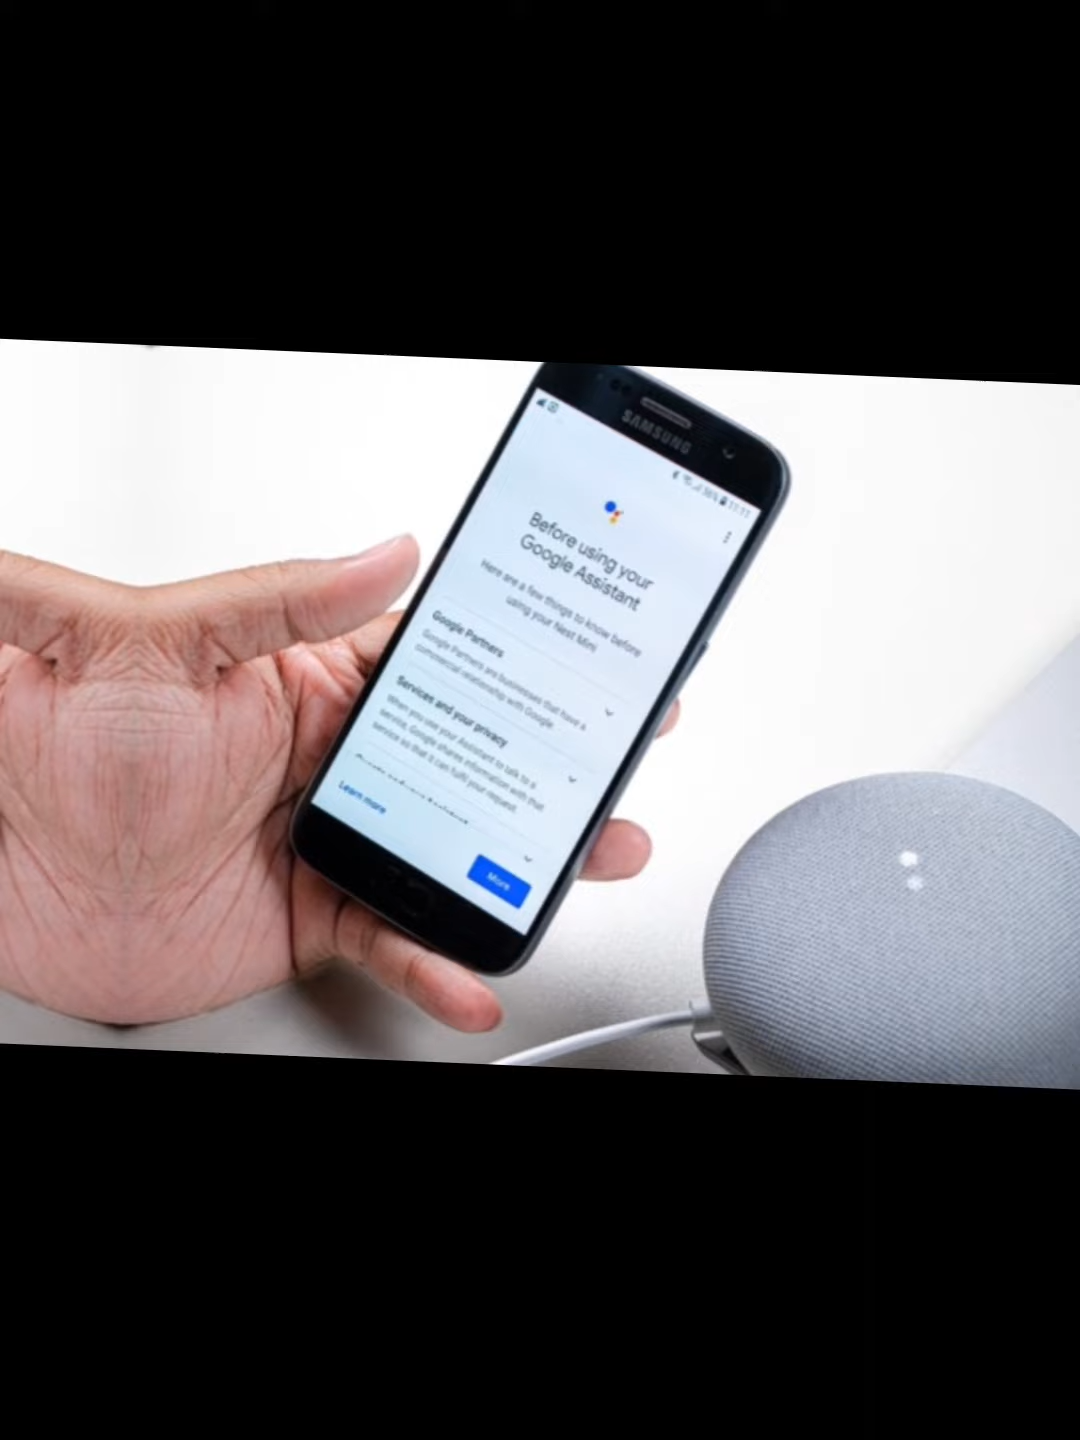 SAMSUNG
56% 11:11
Before using your
Google Assistant
Here are a few things to know before
using your Nest Mini
Google Partners
Google Partners are businesses that have a
commercial relationship with Google.
Services and your privacy
When you use your Assistant to talk to a
service, Google shares information with that
service so that it can fulfil your request.
Learn more
More